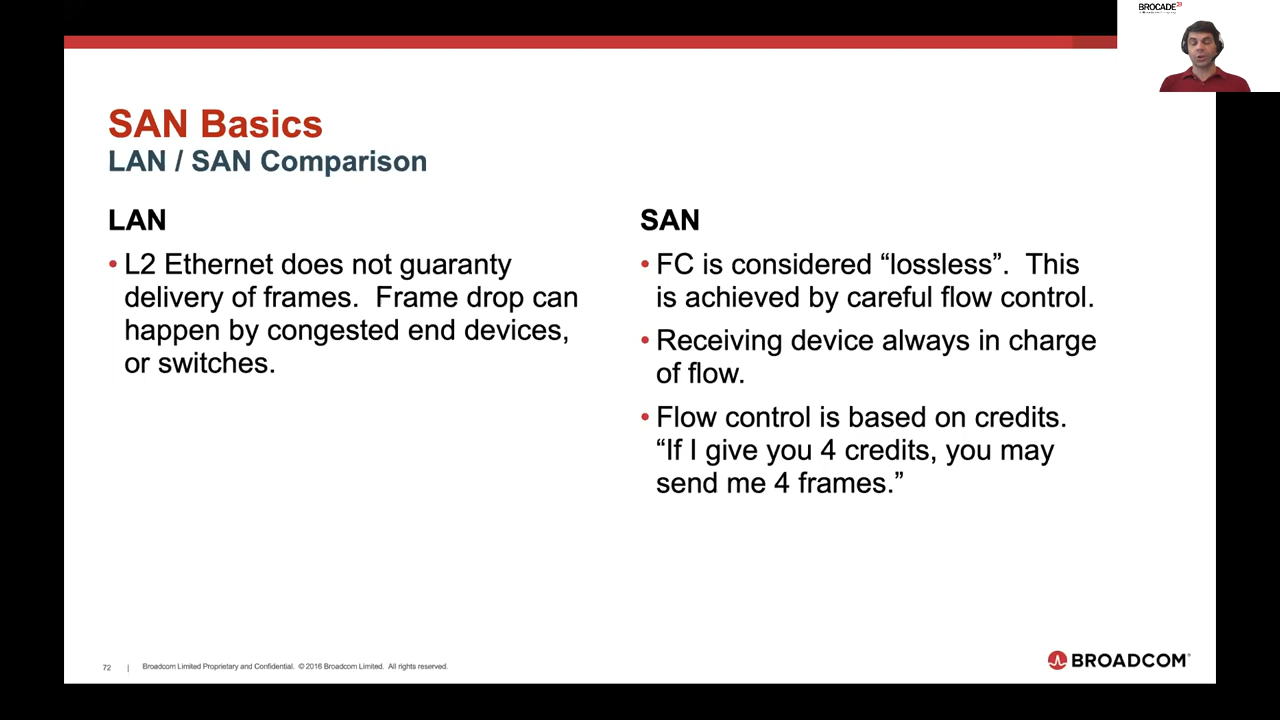 BROCADE
SAN Basics
LAN / SAN Comparison
LAN
• L2 Ethernet does not guaranty
delivery of frames.  Frame drop can
happen by congested end devices,
or switches.
SAN
• FC is considered “lossless”.  This
is achieved by careful flow control.
• Receiving device always in charge
of flow.
• Flow control is based on credits.
“If I give you 4 credits, you may
send me 4 frames.”
72 | Broadcom Limited Proprietary and Confidential.  © 2016 Broadcom Limited.  All rights reserved.
BROADCOM®